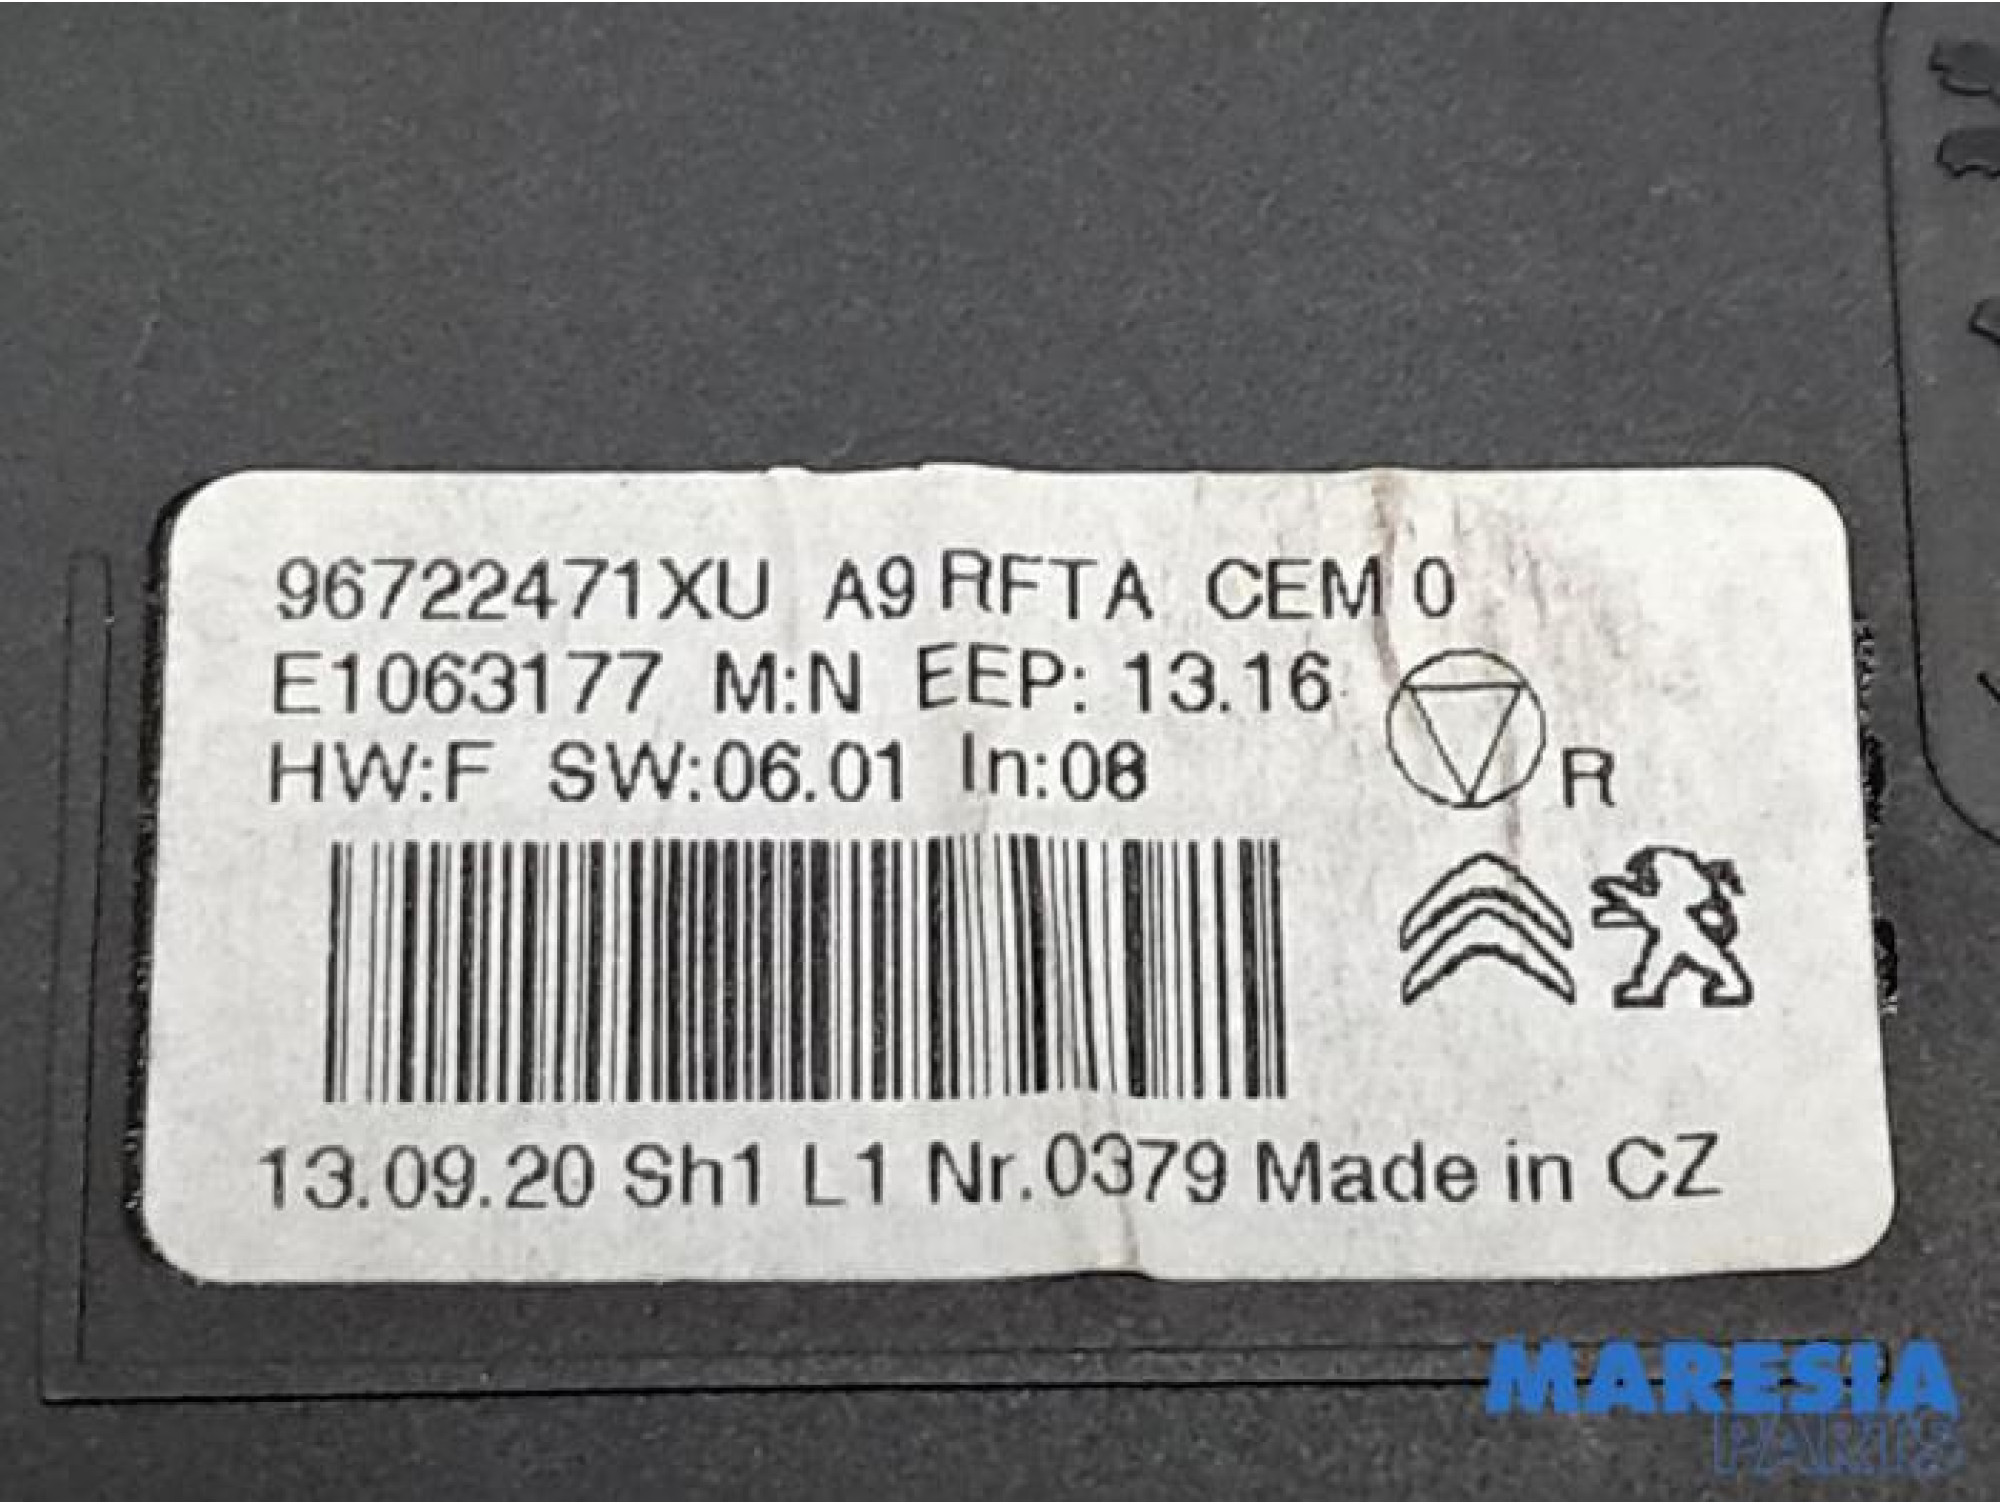 96722471XU A9 RFTA CEM 0
E1063177 M:N EEP: 13.16
HW:F SW:06.01 In:08
R
13.09.20 Sh1 L1 Nr.0379 Made in CZ
MARESIA
PARTS